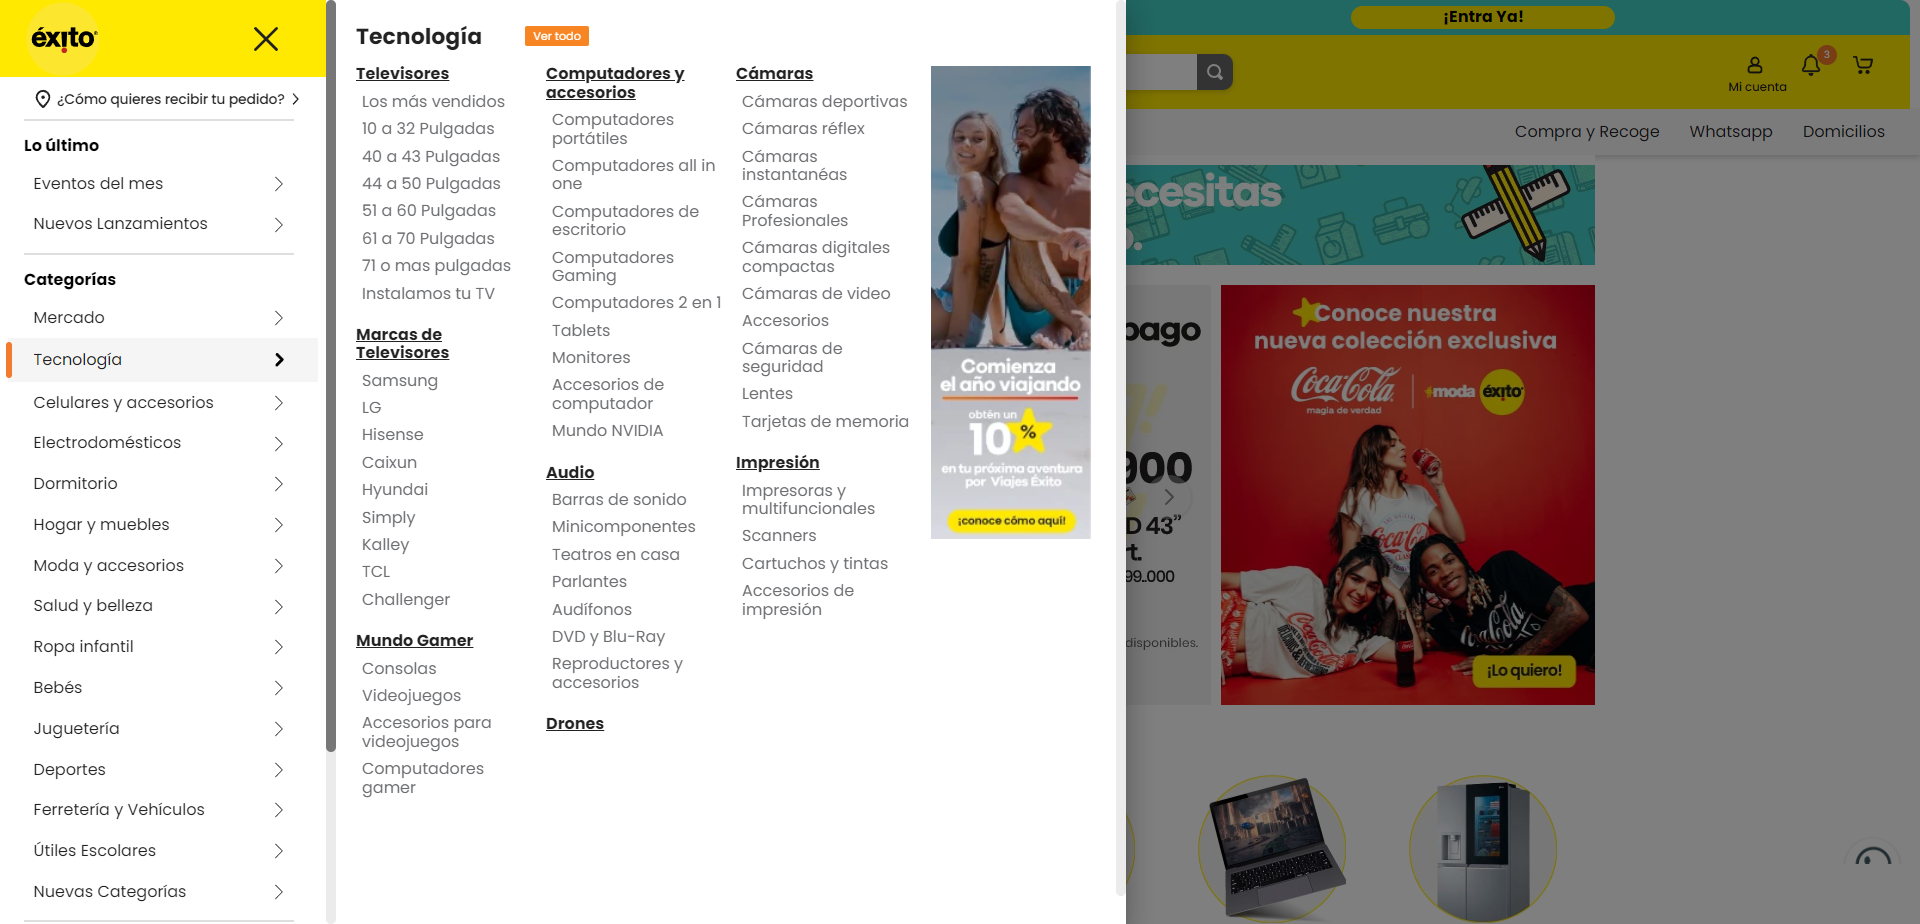 éxito
¿Cómo quieres recibir tu pedido?
Lo último
Eventos del mes
Nuevos Lanzamientos
Categorías
Mercado
Tecnología
Celulares y accesorios
Electrodomésticos
Dormitorio
Hogar y muebles
Moda y accesorios
Salud y belleza
Ropa infantil
Bebés
Juguetería
Deportes
Ferretería y Vehículos
Útiles Escolares
Nuevas Categorías
Tecnología
Ver todo
Televisores
Los más vendidos
10 a 32 Pulgadas
40 a 43 Pulgadas
44 a 50 Pulgadas
51 a 60 Pulgadas
61 a 70 Pulgadas
71 o mas pulgadas
Instalamos tu TV
Marcas de
Televisores
Samsung
LG
Hisense
Caixun
Hyundai
Simply
Kalley
TCL
Challenger
Mundo Gamer
Consolas
Videojuegos
Accesorios para
videojuegos
Computadores
gamer
Computadores y
accesorios
Computadores
portátiles
Computadores all in
one
Computadores de
escritorio
Computadores
Gaming
Computadores 2 en 1
Tablets
Monitores
Accesorios de
computador
Mundo NVIDIA
Audio
Barras de sonido
Minicomponentes
Teatros en casa
Parlantes
Audífonos
DVD y Blu-Ray
Reproductores y
accesorios
Drones
Cámaras
Cámaras deportivas
Cámaras réflex
Cámaras
instantanéas
Cámaras
Profesionales
Cámaras digitales
compactas
Cámaras de video
Accesorios
Cámaras de
seguridad
Lentes
Tarjetas de memoria
Impresión
Impresoras y
multifuncionales
Scanners
Cartuchos y tintas
Accesorios de
impresión
Comienza
el año viajando
obtén un
10 %
en tu próxima aventura
por Viajes Éxito
¡conoce cómo aquí!
¡Entra Ya!
Mi cuenta
3
Compra y Recoge
Whatsapp
Domicilios
ecesitas
o.
pago
900
D 43”
rt.
99..000
disponibles.
Conoce nuestra
nueva colección exclusiva
Coca-Cola
magia de verdad
+moda éxito
Coca-Cola
Coca-Cola
¡Lo quiero!